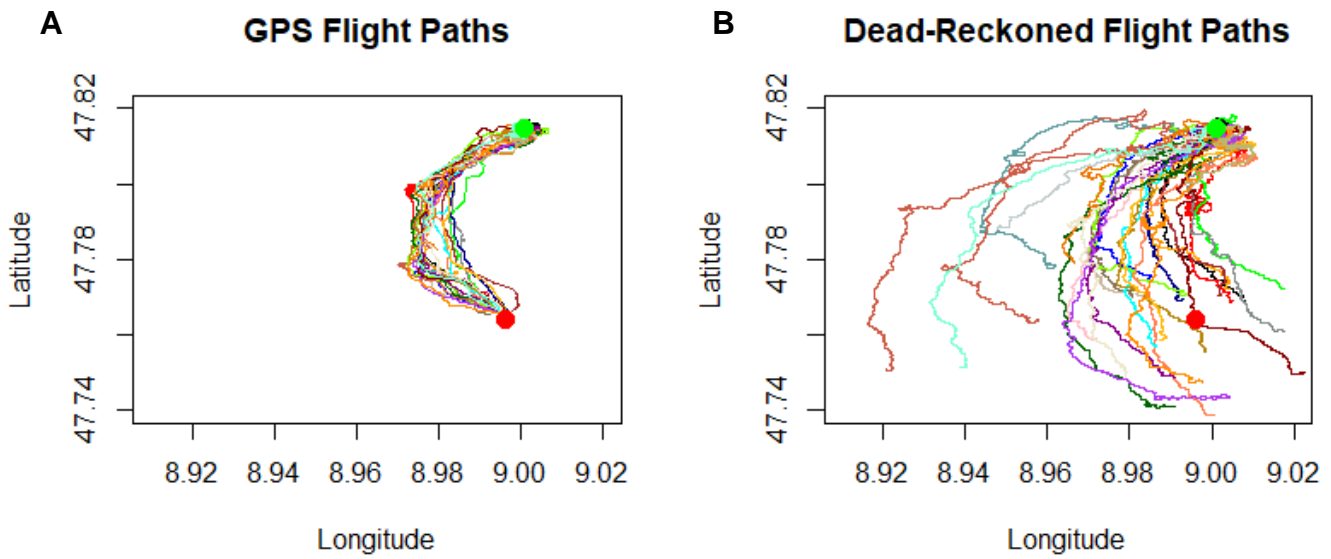 A
GPS Flight Paths
47.82
47.78
47.74
Latitude
8.92 8.94 8.96 8.98 9.00 9.02
Longitude
B
Dead-Reckoned Flight Paths
47.82
47.78
47.74
Latitude
8.92 8.94 8.96 8.98 9.00 9.02
Longitude